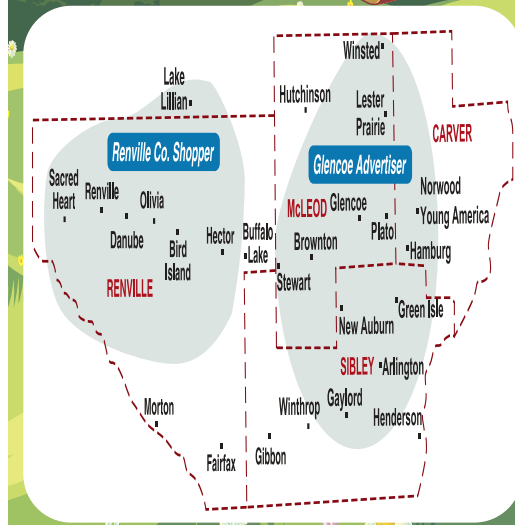 Winsted
Lake
Lillian
Hutchinson
Lester
Prairie
CARVER
Renville Co. Shopper
Glencoe Advertiser
Sacred
Heart
Renville
Olivia
Danube
Bird
Island
Hector
Buffalo
Lake
McLEOD
Glencoe
Norwood
Young America
Platol
Brownton
Hamburg
Stewart
RENVILLE
Green Isle
New Auburn
SIBLEY
Arlington
Gaylord
Winthrop
Henderson
Morton
Fairfax
Gibbon